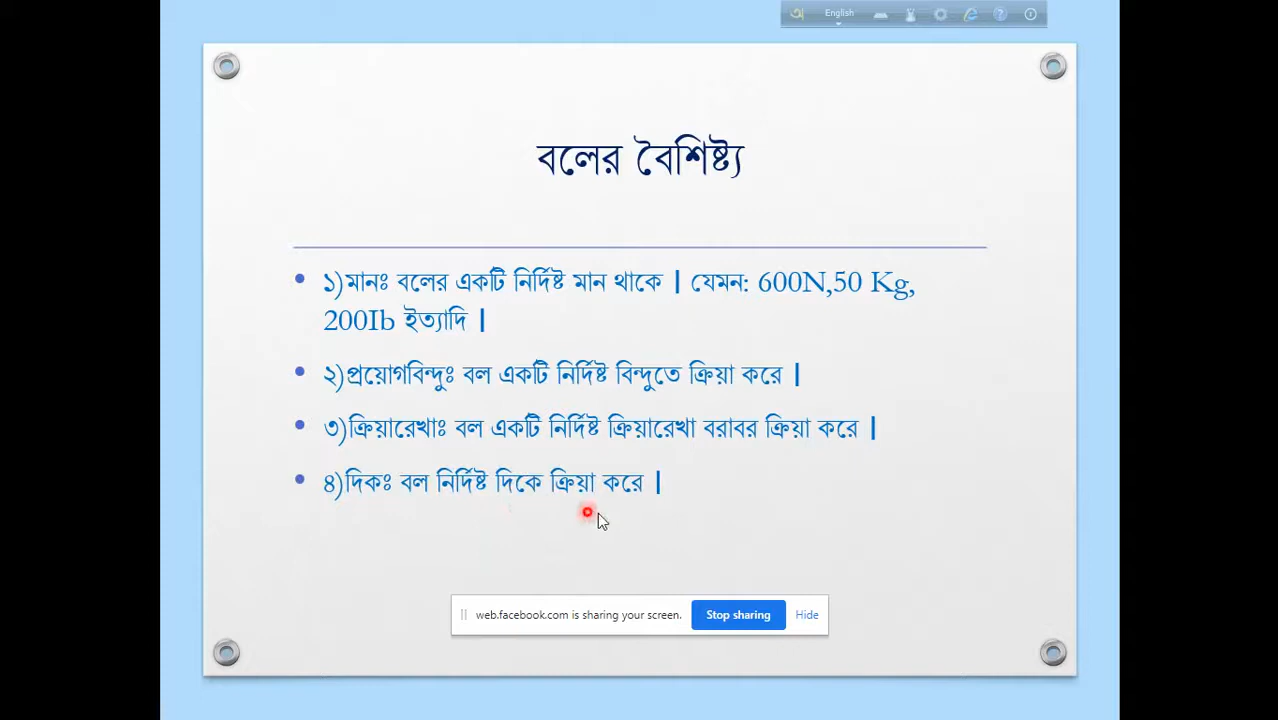 অ English
বলের বৈশিষ্ট্য
• ১)মানঃ বলের একটি নির্দিষ্ট মান থাকে | যেমন: 600N,50 Kg,
200Ib ইত্যাদি |
• ২)প্রয়োগবিন্দুঃ বল একটি নির্দিষ্ট বিন্দুতে ক্রিয়া করে |
• ৩)ক্রিয়ারেখাঃ বল একটি নির্দিষ্ট ক্রিয়ারেখা বরাবর ক্রিয়া করে |
• ৪)দিকঃ বল নির্দিষ্ট দিকে ক্রিয়া করে |
web.facebook.com is sharing your screen. Stop sharing Hide